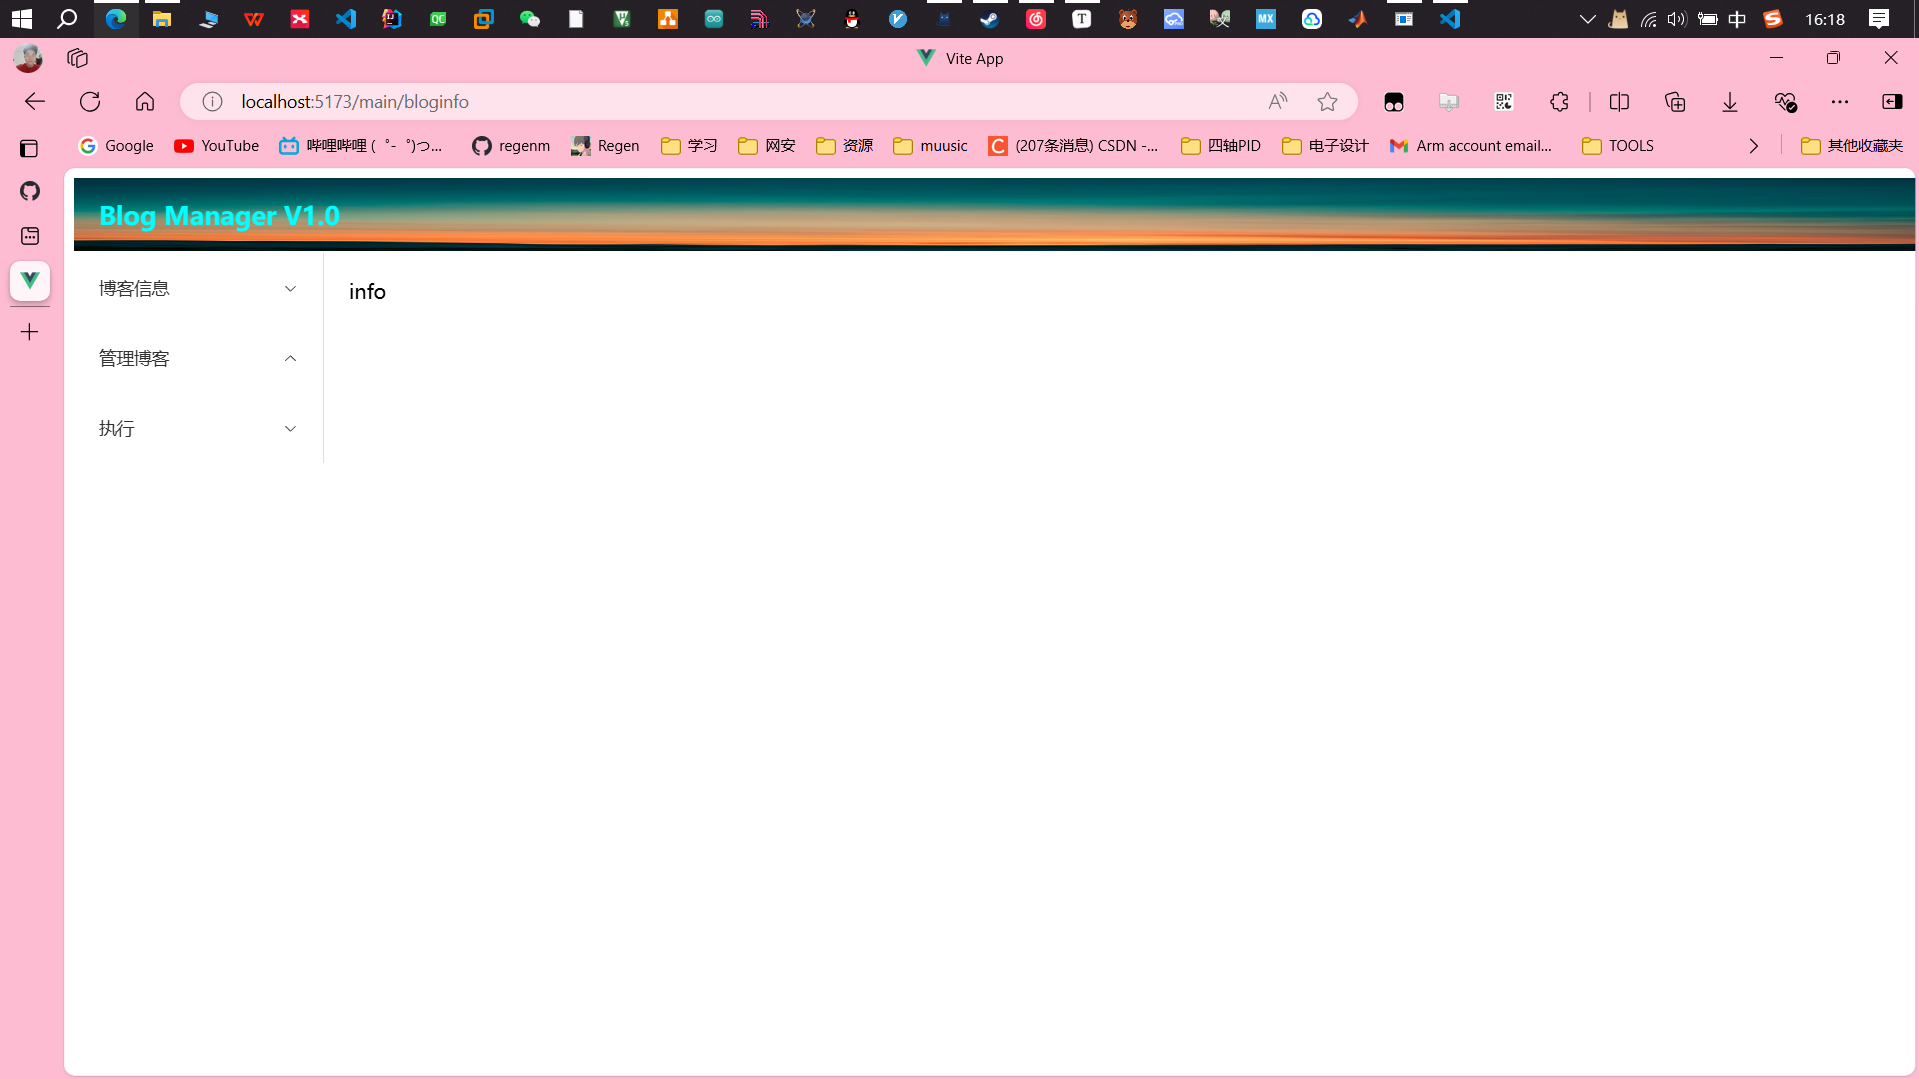 中 16:18
Vite App
localhost:5173/main/bloginfo
Google YouTube 哔哩哔哩 (゜-゜)つ... regenm Regen 学习 网安 资源 muusic (207条消息) CSDN -... 四轴PID 电子设计 Arm account email... TOOLS 其他收藏夹
Blog Manager V1.0
博客信息
info
管理博客
执行